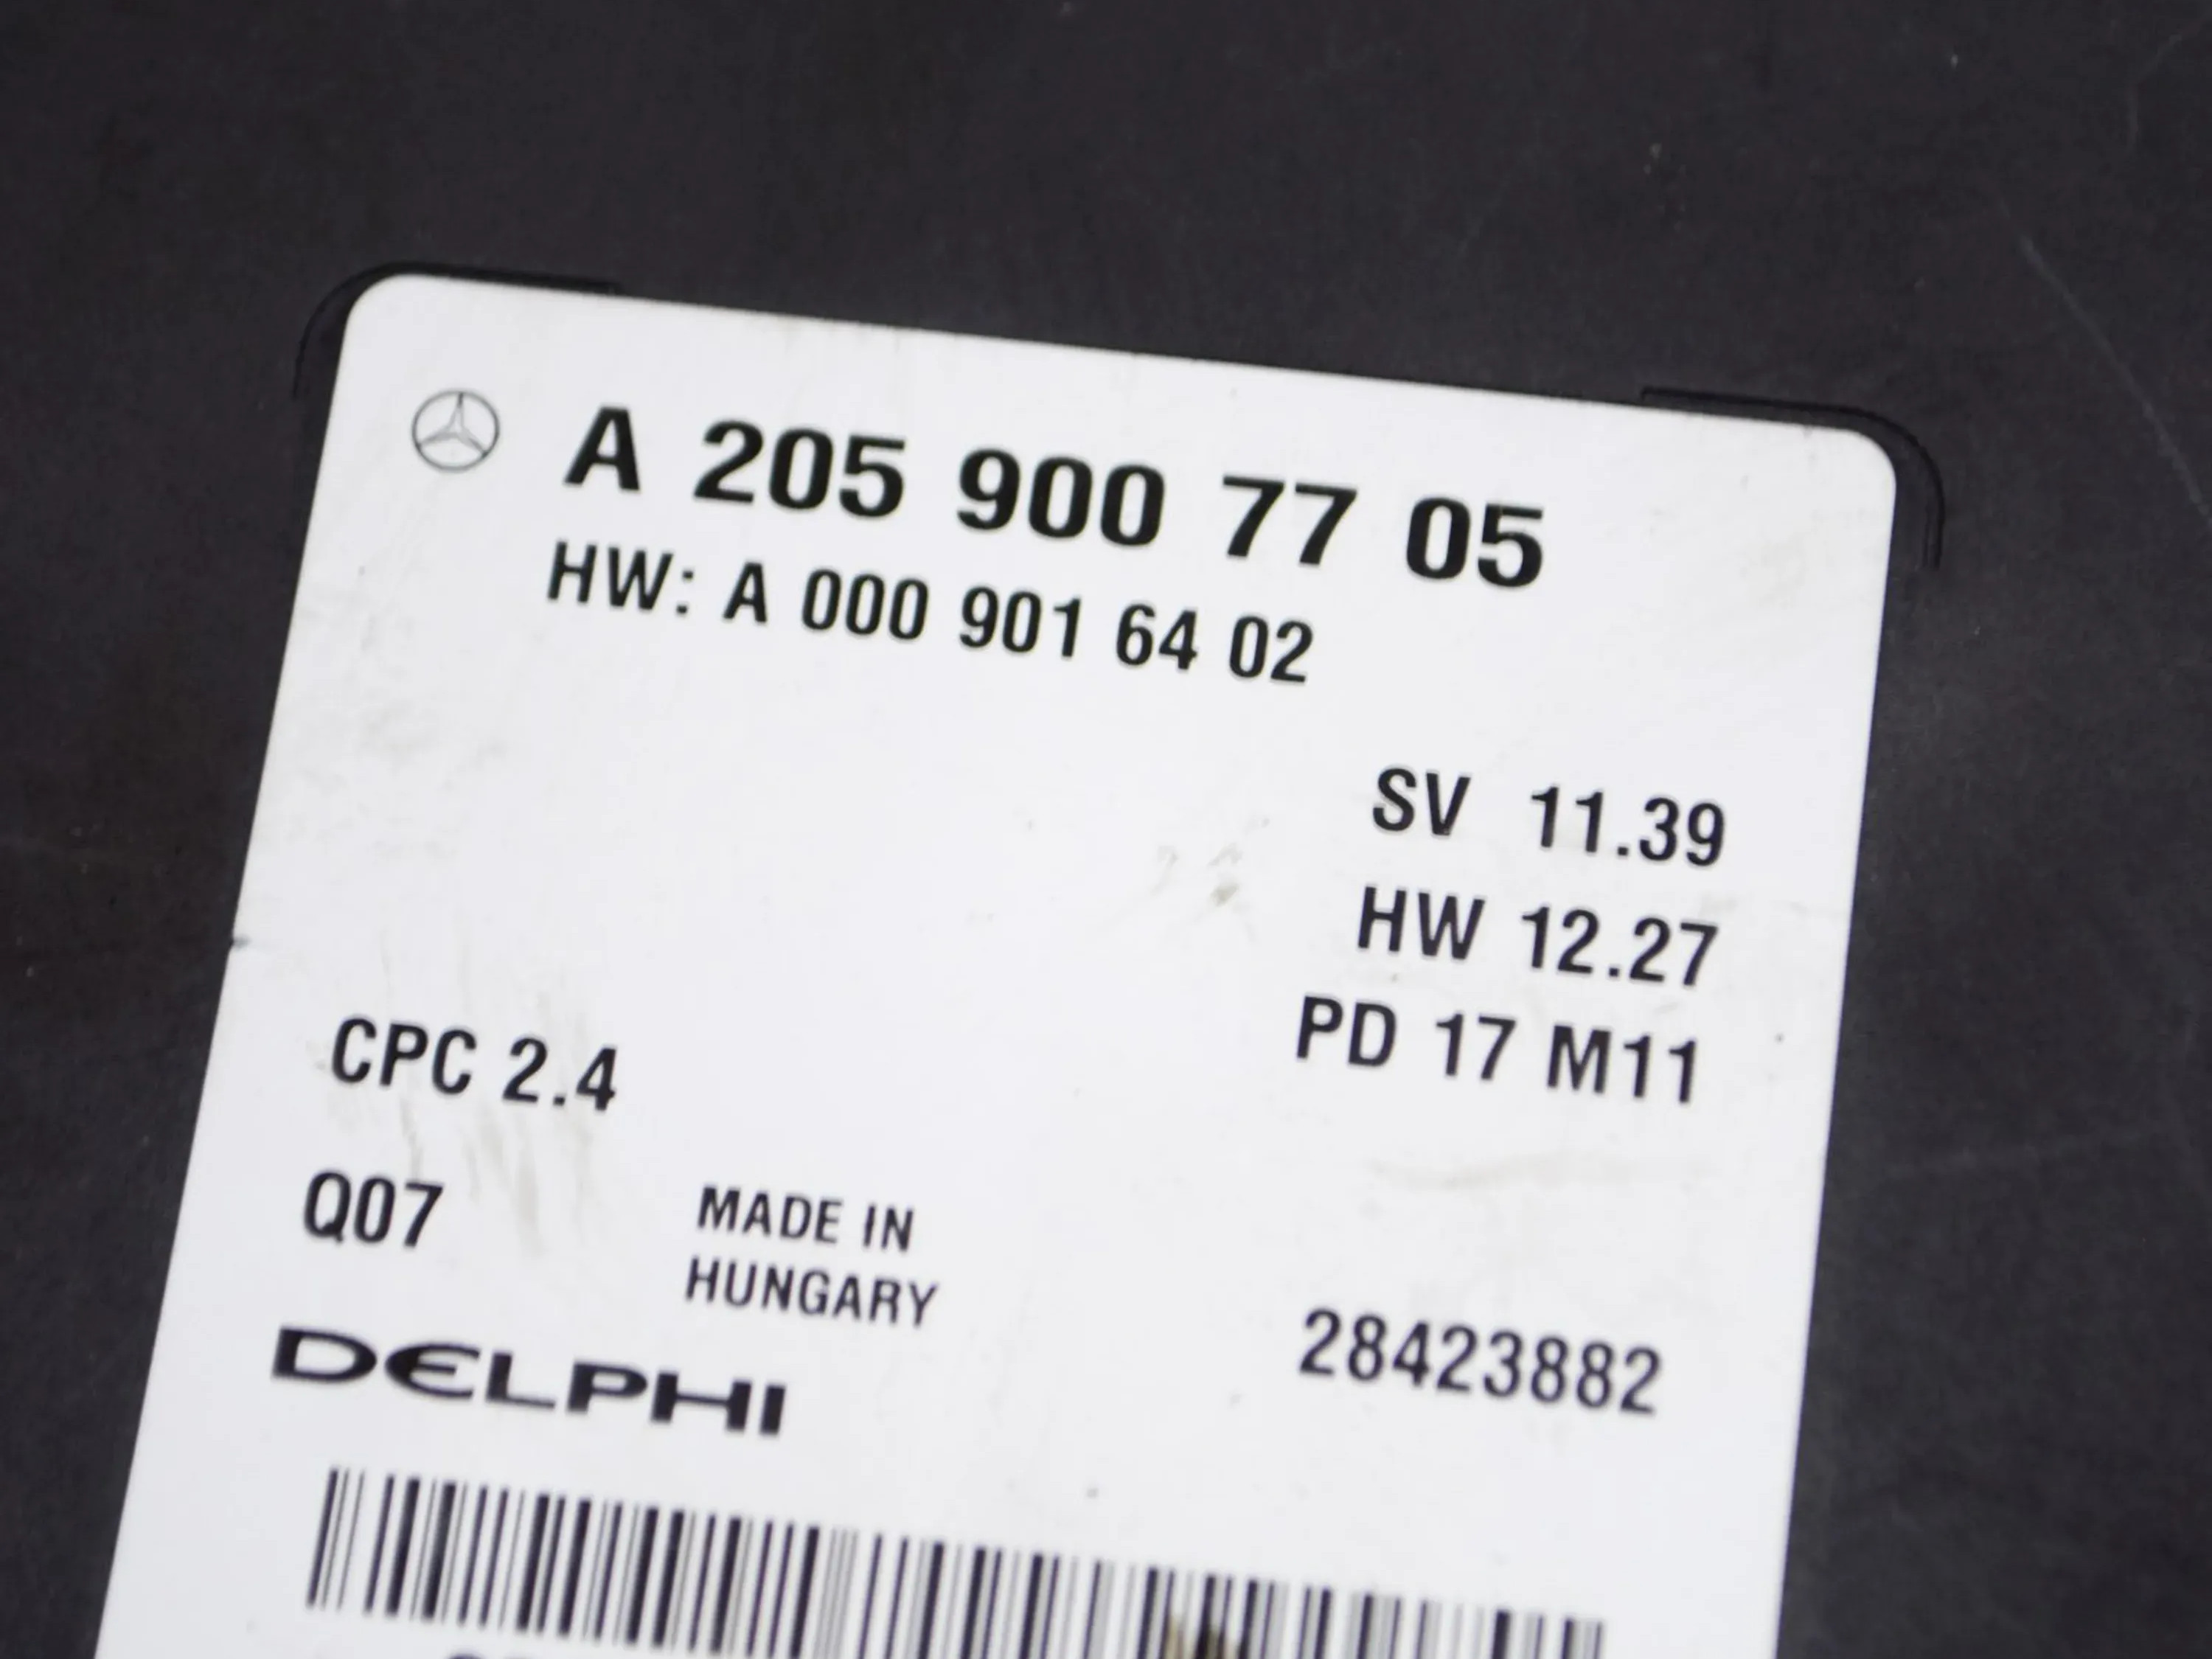 A 205 900 77 05
HW: A 000 901 64 02
SV 11.39
HW 12.27
PD 17 M11
CPC 2.4
Q07
MADE IN
HUNGARY
28423882
DELPHI